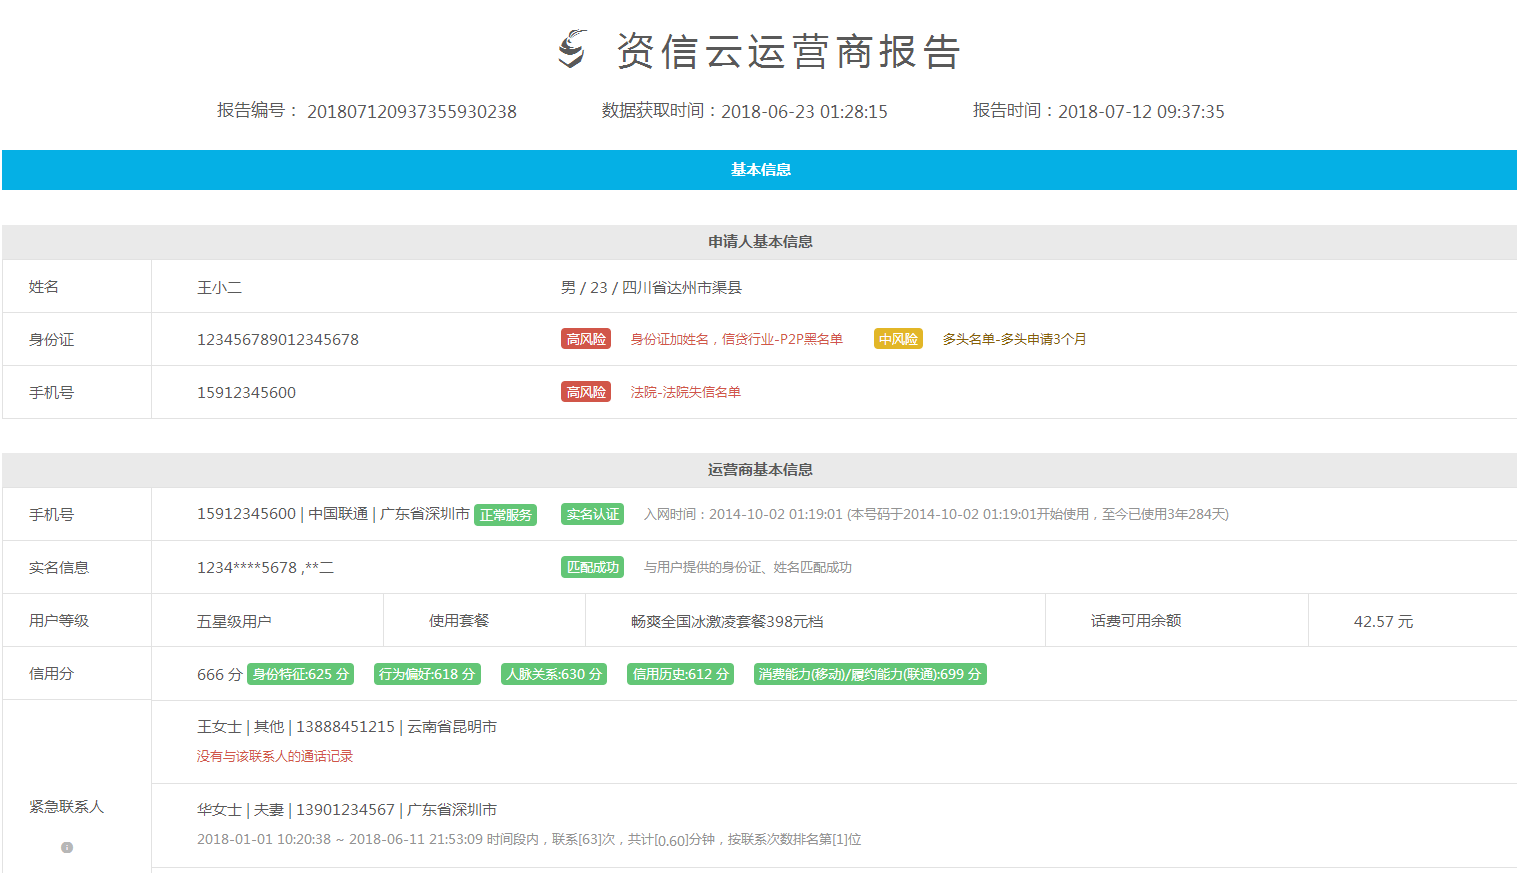 资信云运营商报告
报告编号： 201807120937355930238 数据获取时间：2018-06-23 01:28:15 报告时间：2018-07-12 09:37:35
基本信息
申请人基本信息
姓名 王小二 男 / 23 / 四川省达州市渠县
身份证 123456789012345678 高风险 身份证加姓名，信贷行业-P2P黑名单 中风险 多头名单-多头申请3个月
手机号 15912345600 高风险 法院-法院失信名单
运营商基本信息
手机号 15912345600 | 中国联通 | 广东省深圳市 正常服务 实名认证 入网时间：2014-10-02 01:19:01 (本号码于2014-10-02 01:19:01开始使用，至今已使用3年284天)
实名信息 1234****5678 ,**二 匹配成功 与用户提供的身份证、姓名匹配成功
用户等级 五星级用户 使用套餐 畅爽全国冰激凌套餐398元档 话费可用余额 42.57 元
信用分 666 分 身份特征:625 分 行为偏好:618 分 人脉关系:630 分 信用历史:612 分 消费能力(移动)/履约能力(联通):699 分
王女士 | 其他 | 13888451215 | 云南省昆明市
没有与该联系人的通话记录
紧急联系人 华女士 | 夫妻 | 13901234567 | 广东省深圳市
2018-01-01 10:20:38 ~ 2018-06-11 21:53:09 时间段内，联系[63]次，共计[0.60]分钟，按联系次数排名第[1]位